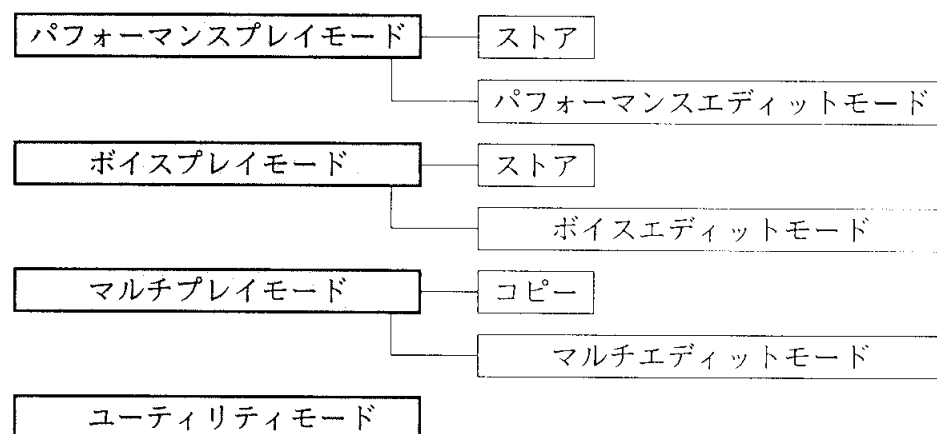 パフォーマンスプレイモード
ストア
パフォーマンスエディットモード
ボイスプレイモード
ストア
ボイスエディットモード
マルチプレイモード
コピー
マルチエディットモード
ユーティリティモード